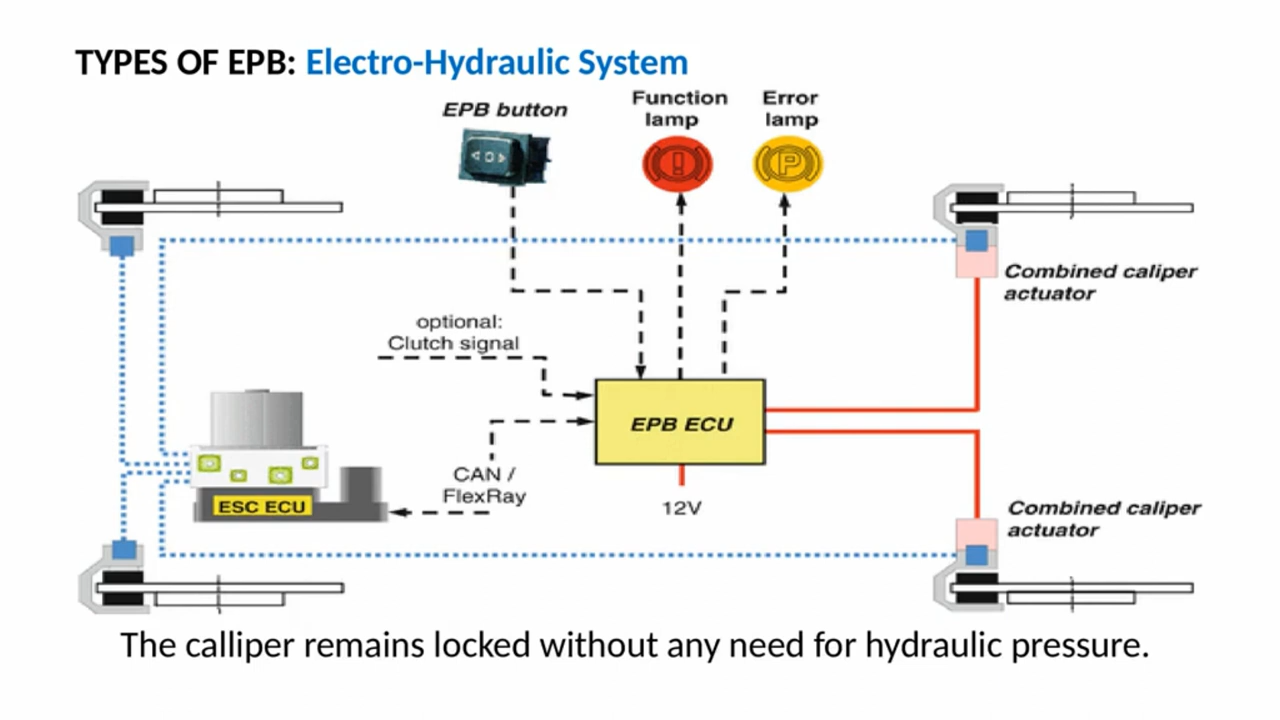 TYPES OF EPB: Electro-Hydraulic System
EPB button
Function
lamp
Error
lamp
P
Combined caliper
actuator
optional:
Clutch signal
EPB ECU
CAN /
FlexRay
ESC ECU
12V
Combined caliper
actuator
The calliper remains locked without any need for hydraulic pressure.